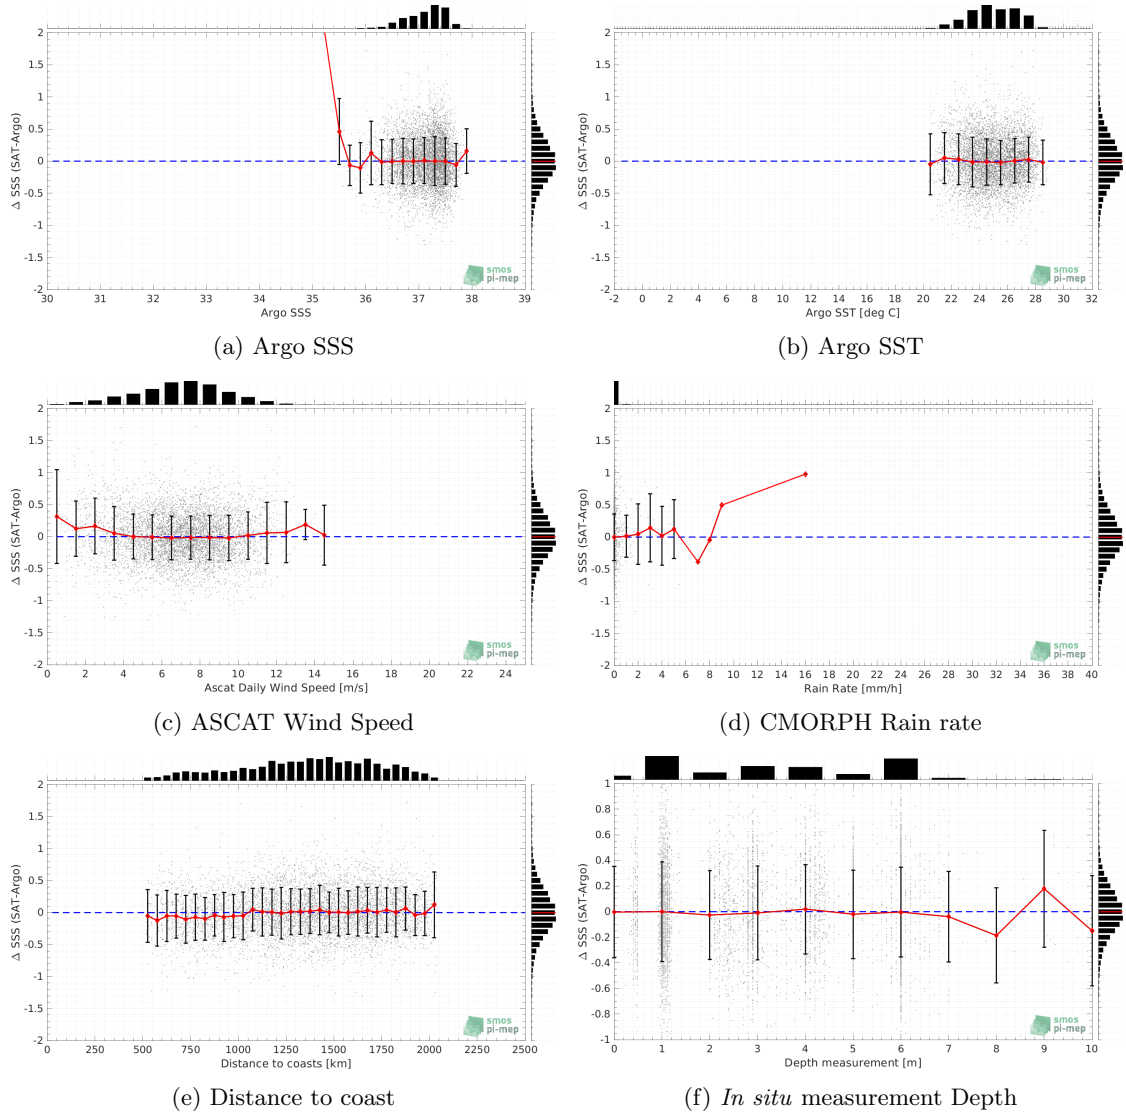 2
1.5
1
0.5
0
-0.5
-1
-1.5
-2
Δ SSS (SAT-Argo)
30 31 32 33 34 35 36 37 38 39
Argo SSS
smos
pi-mep
(a) Argo SSS
2
1.5
1
0.5
0
-0.5
-1
-1.5
-2
Δ SSS (SAT-Argo)
-2 0 2 4 6 8 10 12 14 16 18 20 22 24 26 28 30 32
Argo SST [deg C]
smos
pi-mep
(b) Argo SST
2
1.5
1
0.5
0
-0.5
-1
-1.5
-2
Δ SSS (SAT-Argo)
0 2 4 6 8 10 12 14 16 18 20 22 24
Ascat Daily Wind Speed [m/s]
smos
pi-mep
(c) ASCAT Wind Speed
2
1.5
1
0.5
0
-0.5
-1
-1.5
-2
Δ SSS (SAT-Argo)
0 2 4 6 8 10 12 14 16 18 20 22 24 26 28 30 32 34 36 38 40
Rain Rate [mm/h]
smos
pi-mep
(d) CMORPH Rain rate
2
1.5
1
0.5
0
-0.5
-1
-1.5
-2
Δ SSS (SAT-Argo)
0 250 500 750 1000 1250 1500 1750 2000 2250 2500
Distance to coasts [km]
smos
pi-mep
(e) Distance to coast
1
0.8
0.6
0.4
0.2
0
-0.2
-0.4
-0.6
-0.8
-1
Δ SSS (SAT-Argo)
0 1 2 3 4 5 6 7 8 9 10
Depth measurement [m]
smos
pi-mep
(f) In situ measurement Depth